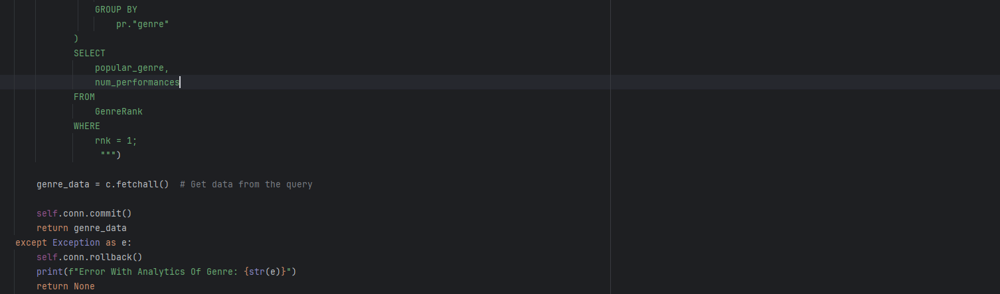 GROUP BY
pr."genre"
)
SELECT
popular_genre,
num_performances
FROM
GenreRank
WHERE
rnk = 1;
""")
genre_data = c.fetchall()  # Get data from the query
self.conn.commit()
return genre_data
except Exception as e:
self.conn.rollback()
print(f"Error With Analytics Of Genre: {str(e)}")
return None